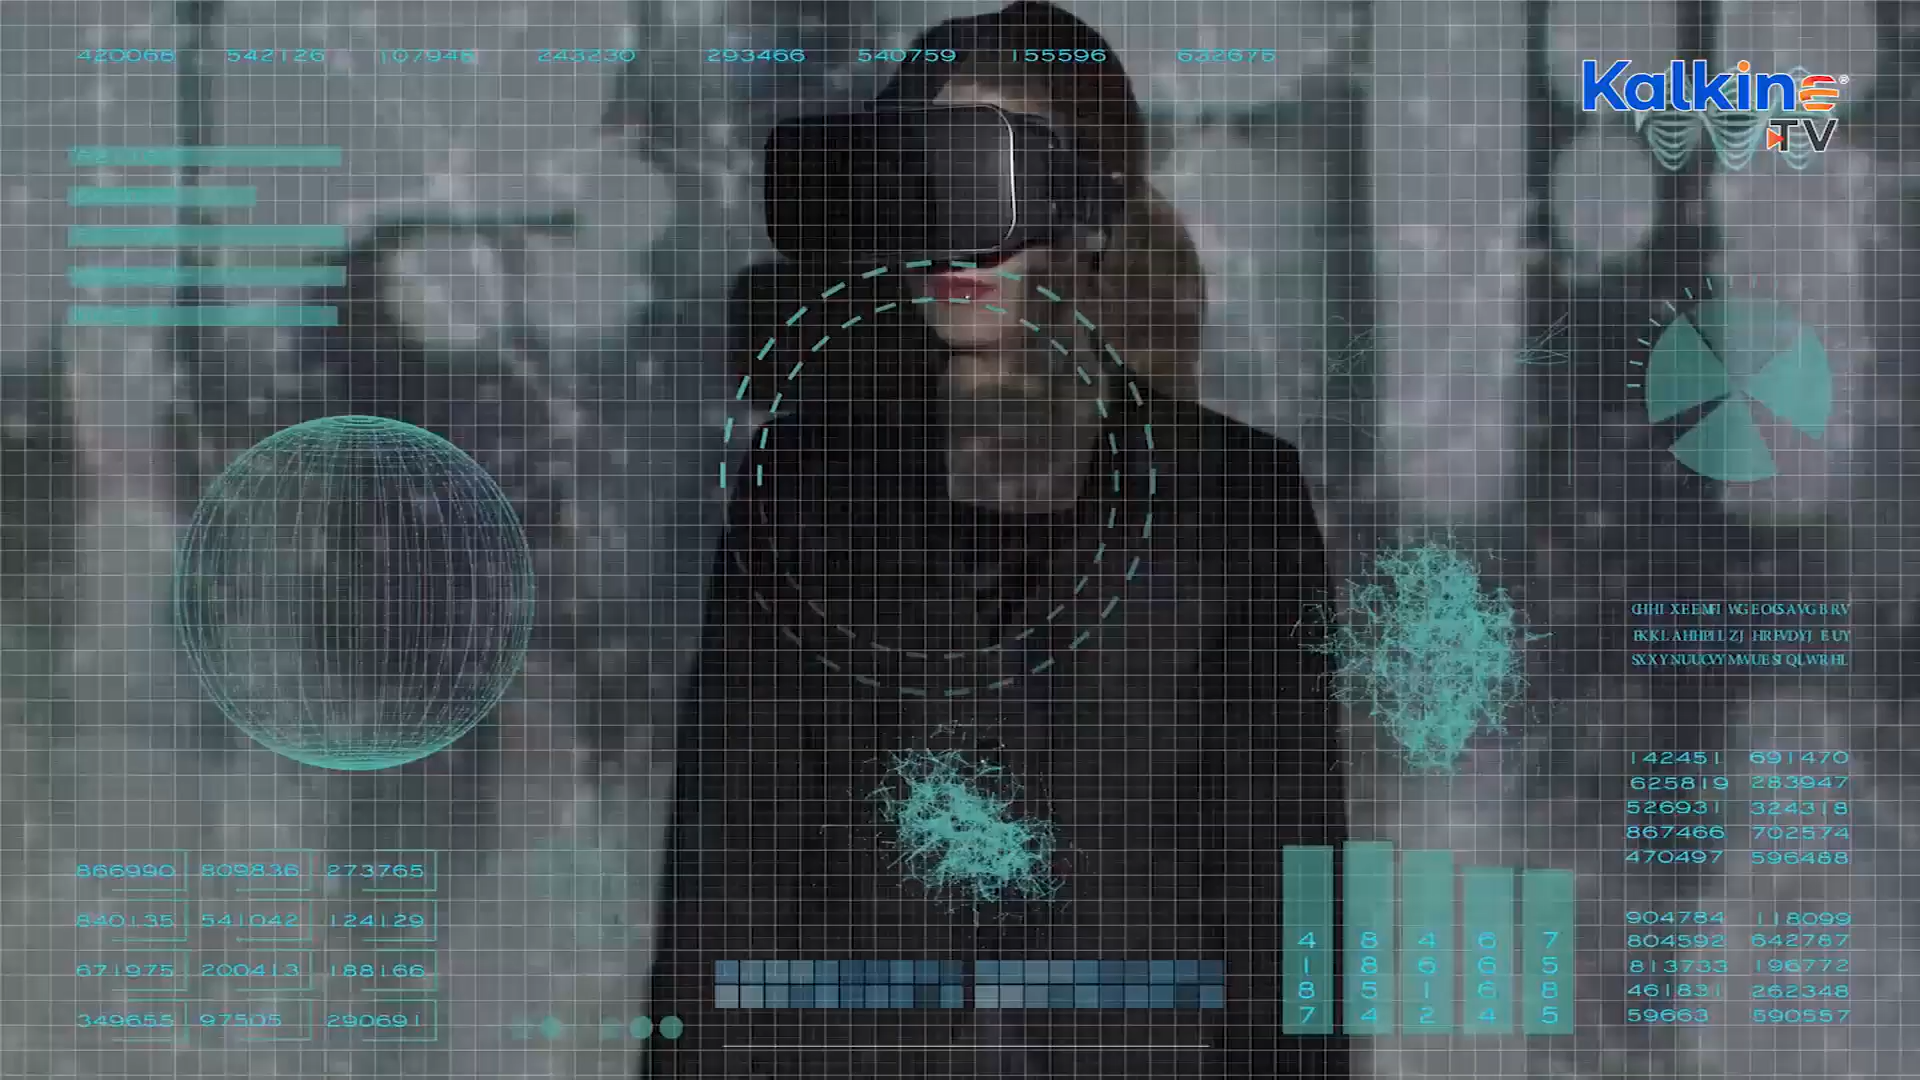 420068 542126 107945 243230 293466 540759 155596 632675
Kalkine®
TV
142451 691470
625819 283947
526931 324318
867466 702574
470497 596488
866990 809836 273765
840135 541042 124129
671975 200413 188166
349655 97505 290691
4 8 4 6 7
1 8 6 6 5
8 5 1 6 8
7 4 2 4 5
904784 118099
804592 642787
813733 196772
461831 262348
59663 590557